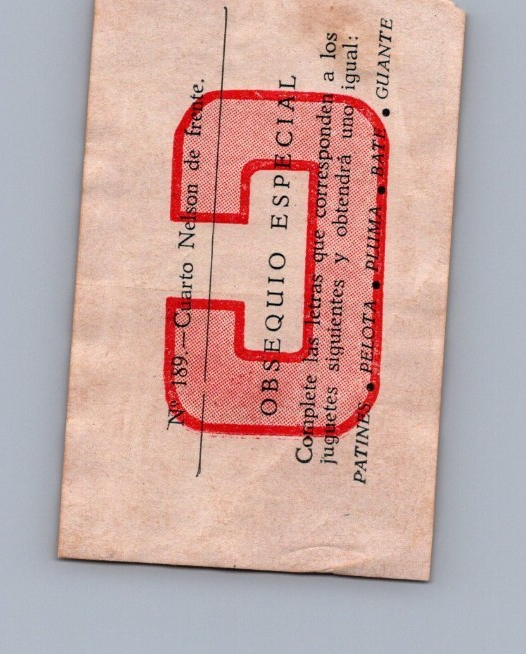 Nº 189.—Cuarto Nelson de frente.
OBSEQUIO ESPECIAL
Complete las letras que corresponden a los
juguetes siguientes y obtendrá uno igual:
PATINES • PELOTA • PLUMA • BATE • GUANTE
C